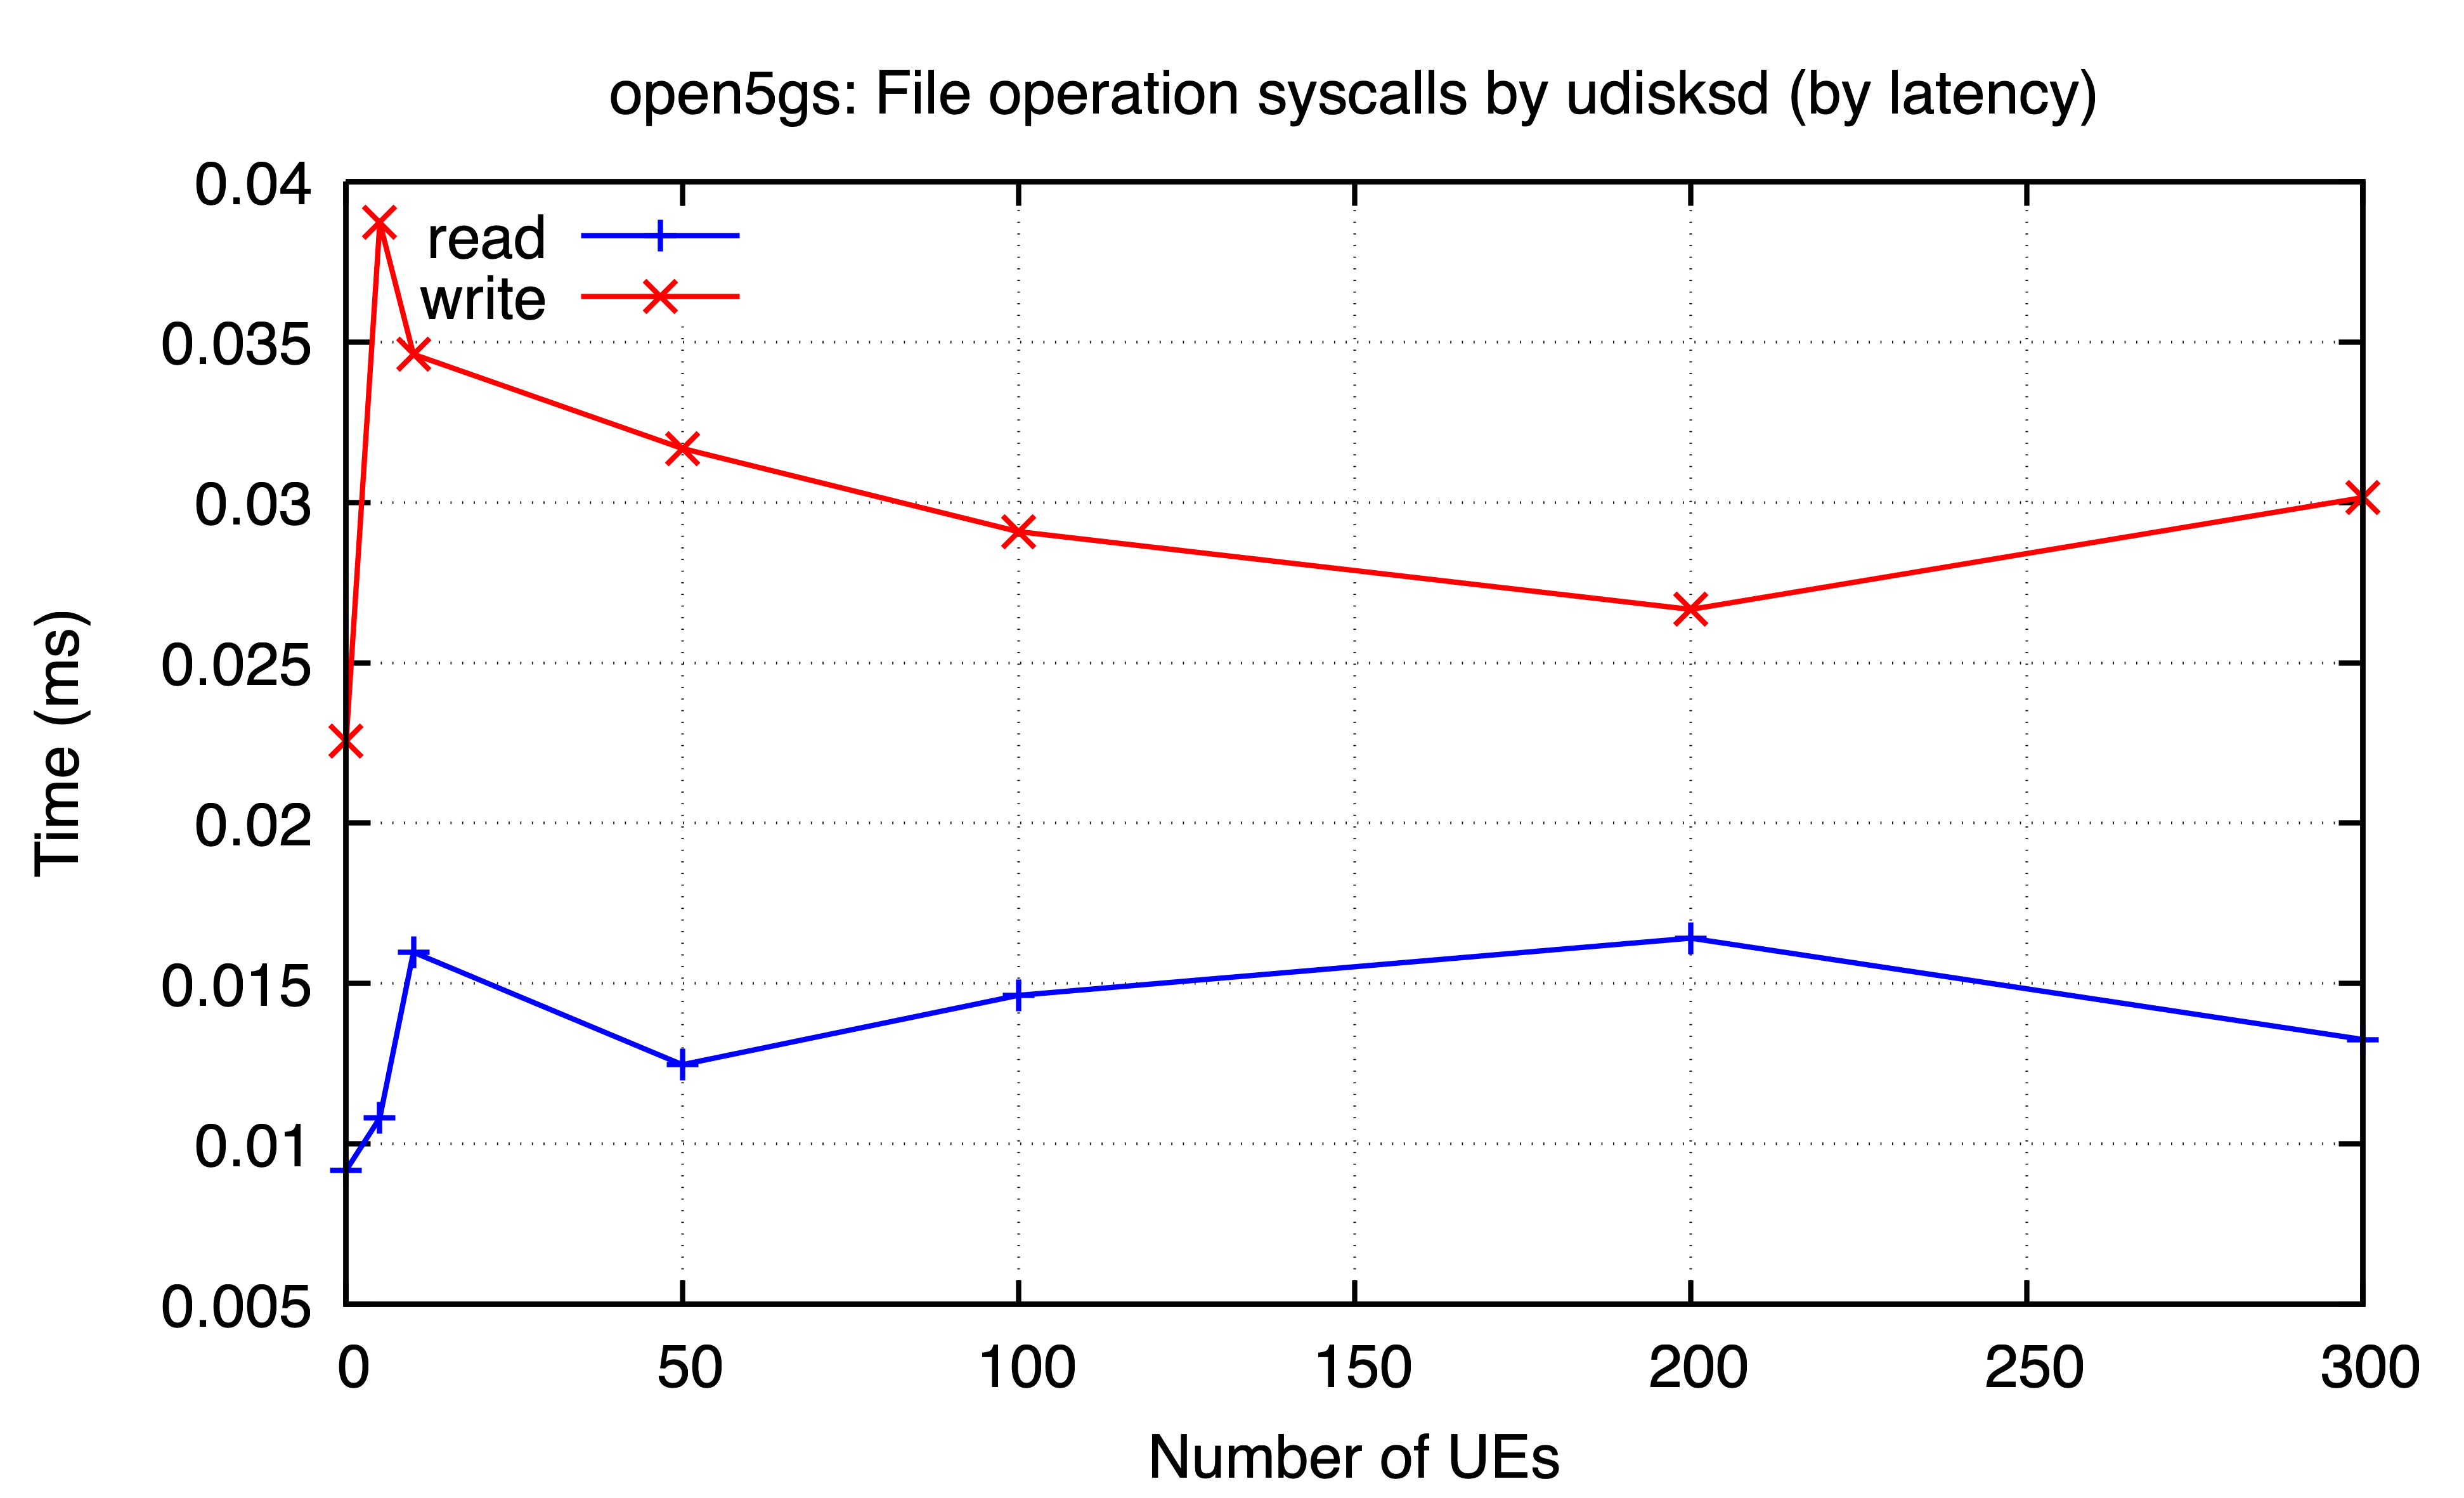 open5gs: File operation syscalls by udisksd (by latency)
0.04
read
write
0.035
0.03
0.025
0.02
0.015
0.01
0.005
Time (ms)
0 50 100 150 200 250 300
Number of UEs